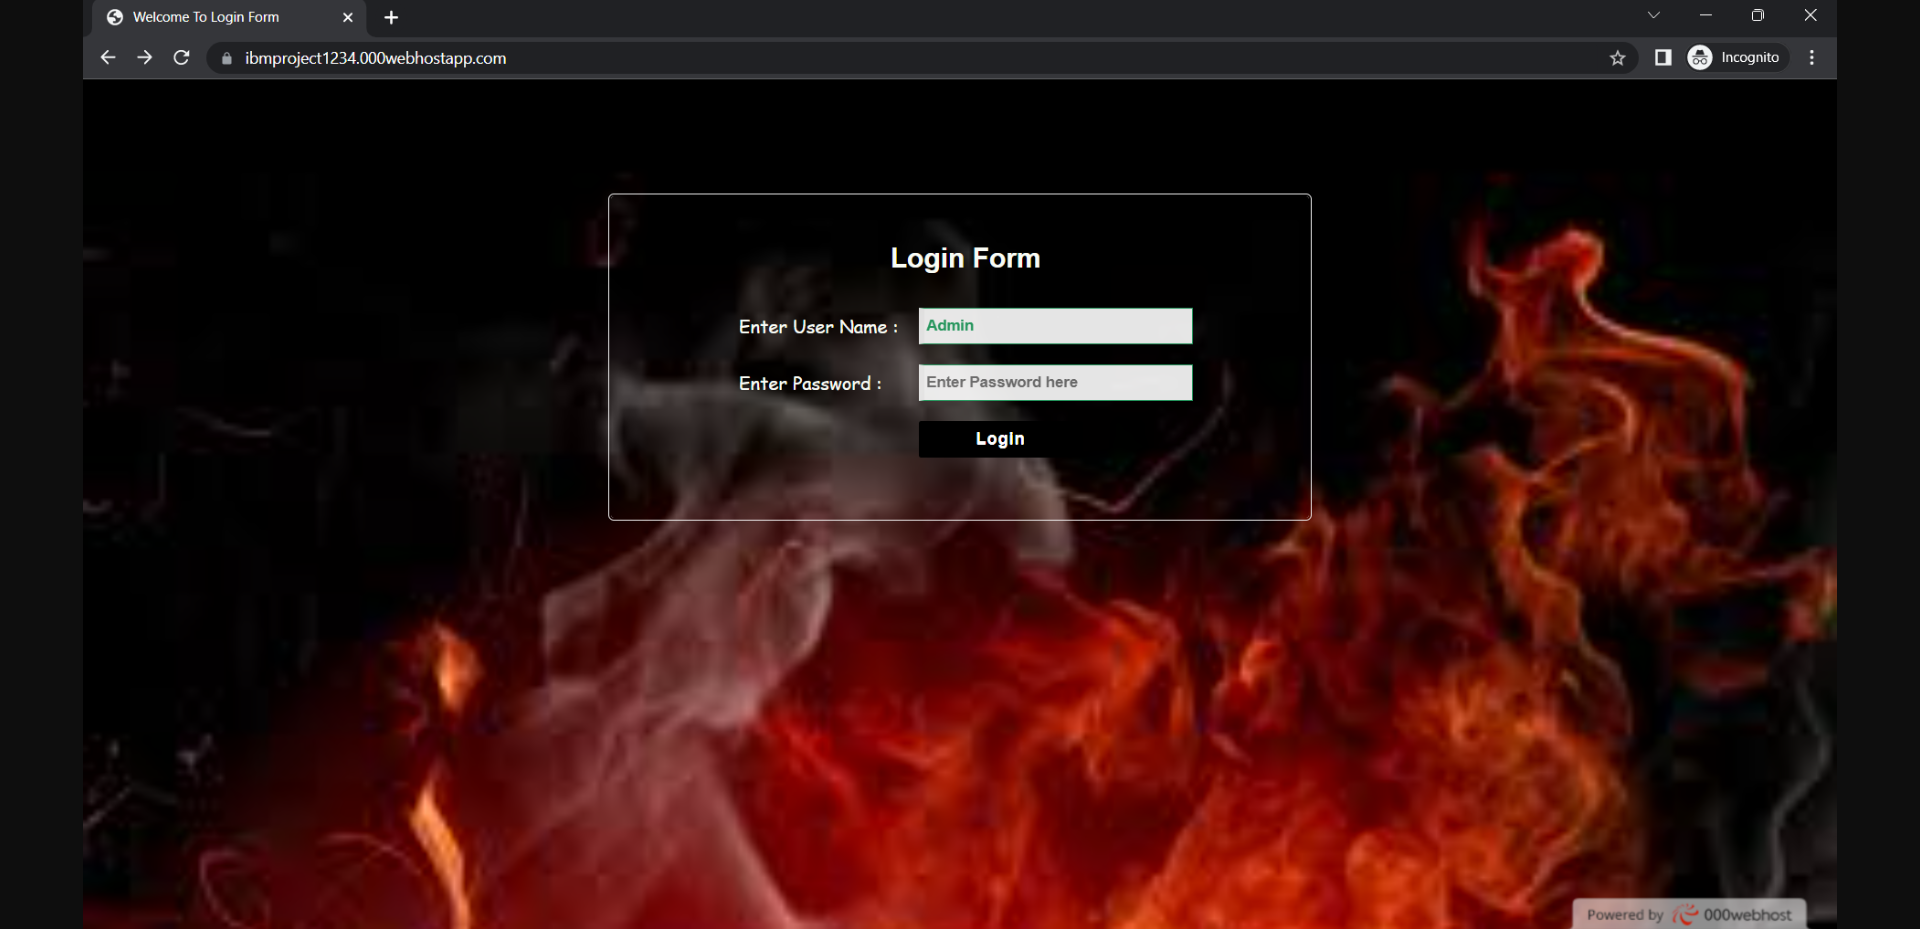 Welcome To Login Form
ibmproject1234.000webhostapp.com
Incognito
Login Form
Enter User Name : Admin
Enter Password : Enter Password here
Login
Powered by 000webhost